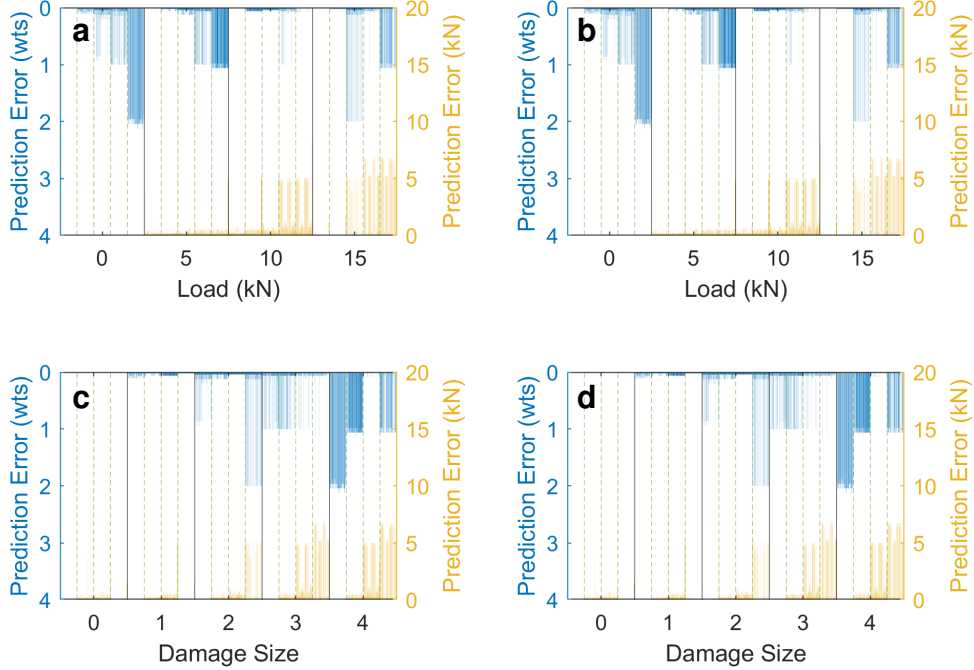 a
0
1
2
3
4
Prediction Error (wts)
20
15
10
5
0
Prediction Error (kN)
0 5 10 15
Load (kN)
b
0
1
2
3
4
Prediction Error (wts)
20
15
10
5
0
Prediction Error (kN)
0 5 10 15
Load (kN)
c
0
1
2
3
4
Prediction Error (wts)
20
15
10
5
0
Prediction Error (kN)
0 1 2 3 4
Damage Size
d
0
1
2
3
4
Prediction Error (wts)
20
15
10
5
0
Prediction Error (kN)
0 1 2 3 4
Damage Size